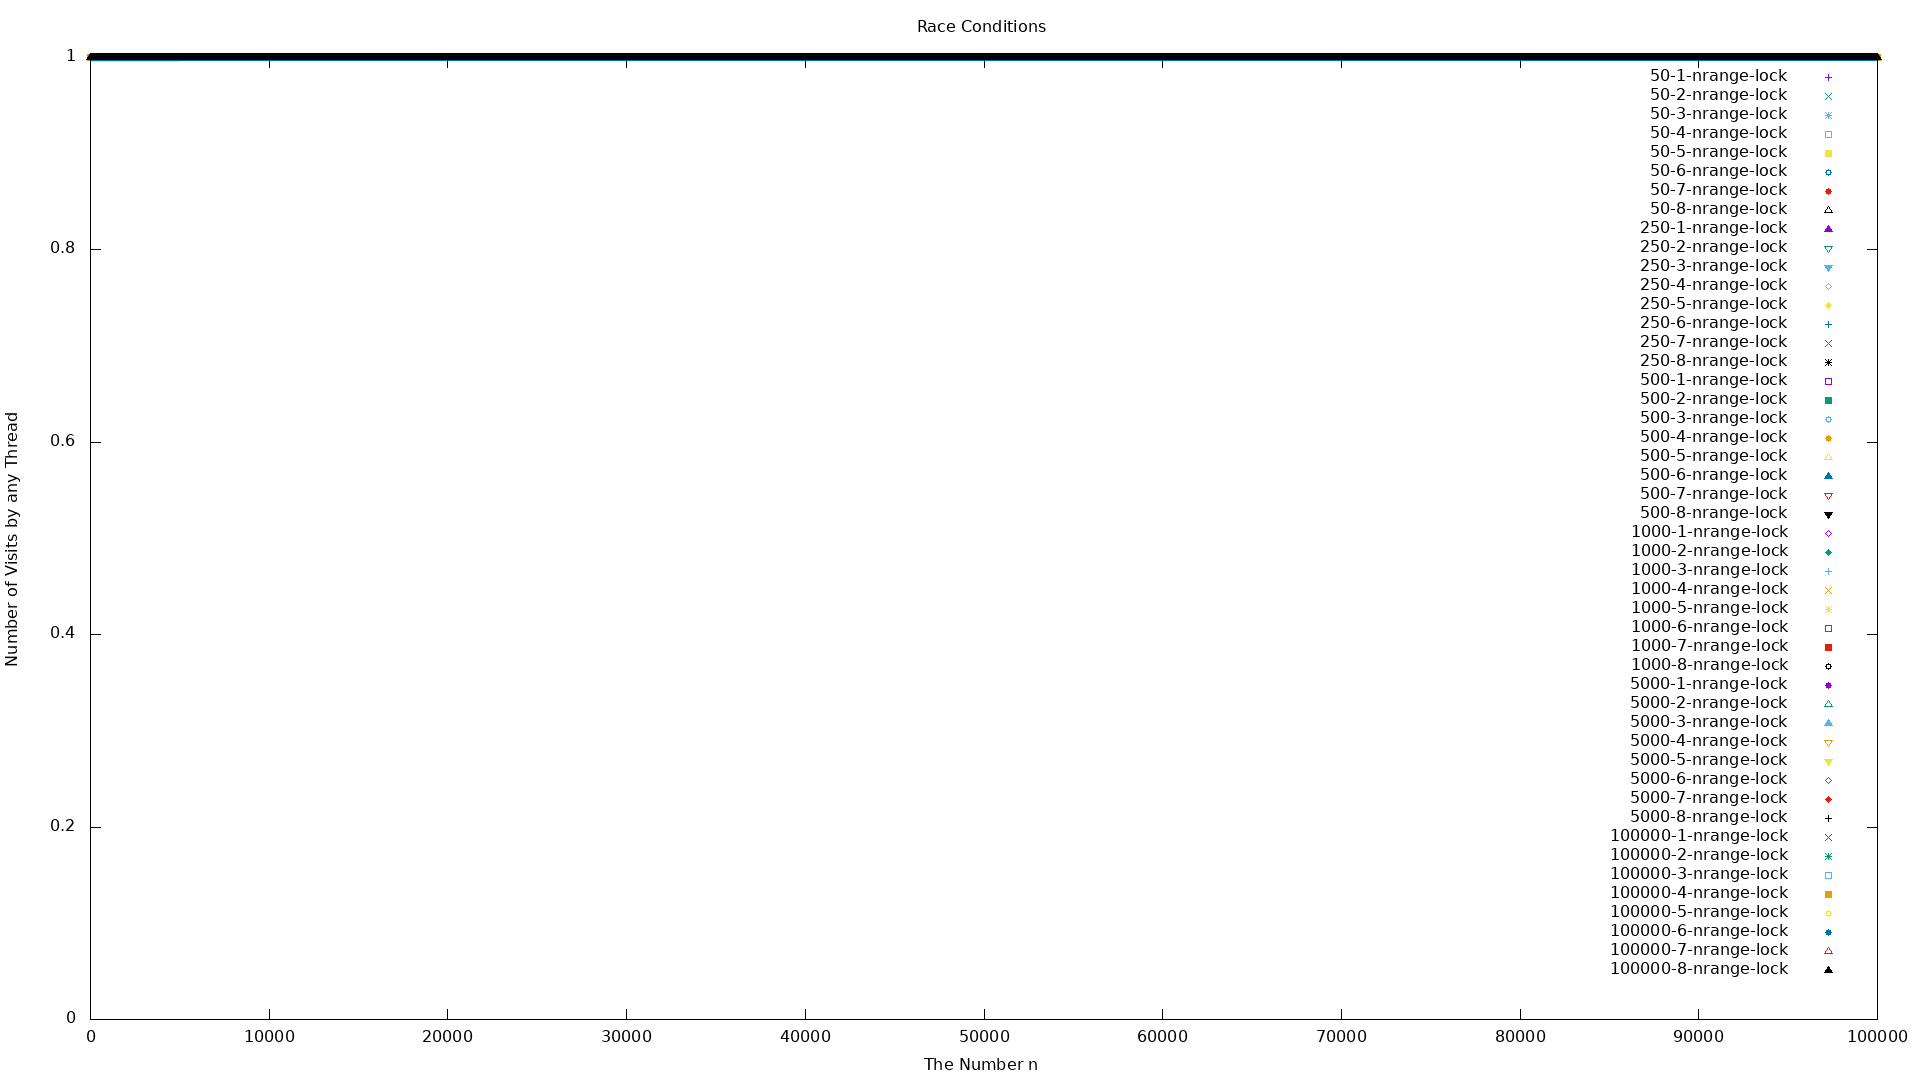 Race Conditions
1
0.8
0.6
0.4
0.2
0
Number of Visits by any Thread
50-1-nrange-lock
50-2-nrange-lock
50-3-nrange-lock
50-4-nrange-lock
50-5-nrange-lock
50-6-nrange-lock
50-7-nrange-lock
50-8-nrange-lock
250-1-nrange-lock
250-2-nrange-lock
250-3-nrange-lock
250-4-nrange-lock
250-5-nrange-lock
250-6-nrange-lock
250-7-nrange-lock
250-8-nrange-lock
500-1-nrange-lock
500-2-nrange-lock
500-3-nrange-lock
500-4-nrange-lock
500-5-nrange-lock
500-6-nrange-lock
500-7-nrange-lock
500-8-nrange-lock
1000-1-nrange-lock
1000-2-nrange-lock
1000-3-nrange-lock
1000-4-nrange-lock
1000-5-nrange-lock
1000-6-nrange-lock
1000-7-nrange-lock
1000-8-nrange-lock
5000-1-nrange-lock
5000-2-nrange-lock
5000-3-nrange-lock
5000-4-nrange-lock
5000-5-nrange-lock
5000-6-nrange-lock
5000-7-nrange-lock
5000-8-nrange-lock
100000-1-nrange-lock
100000-2-nrange-lock
100000-3-nrange-lock
100000-4-nrange-lock
100000-5-nrange-lock
100000-6-nrange-lock
100000-7-nrange-lock
100000-8-nrange-lock
0 10000 20000 30000 40000 50000 60000 70000 80000 90000 100000
The Number n